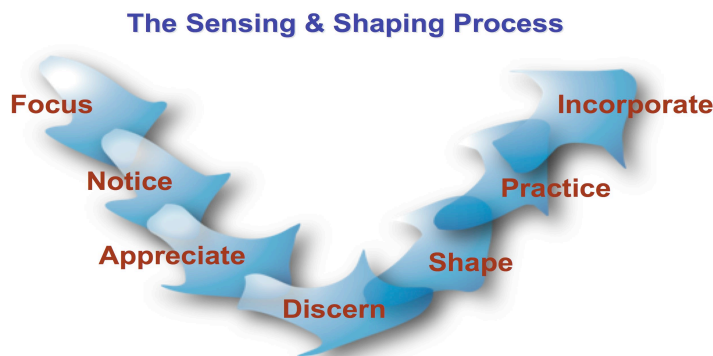 The Sensing & Shaping Process
Focus
Notice
Appreciate
Discern
Shape
Practice
Incorporate